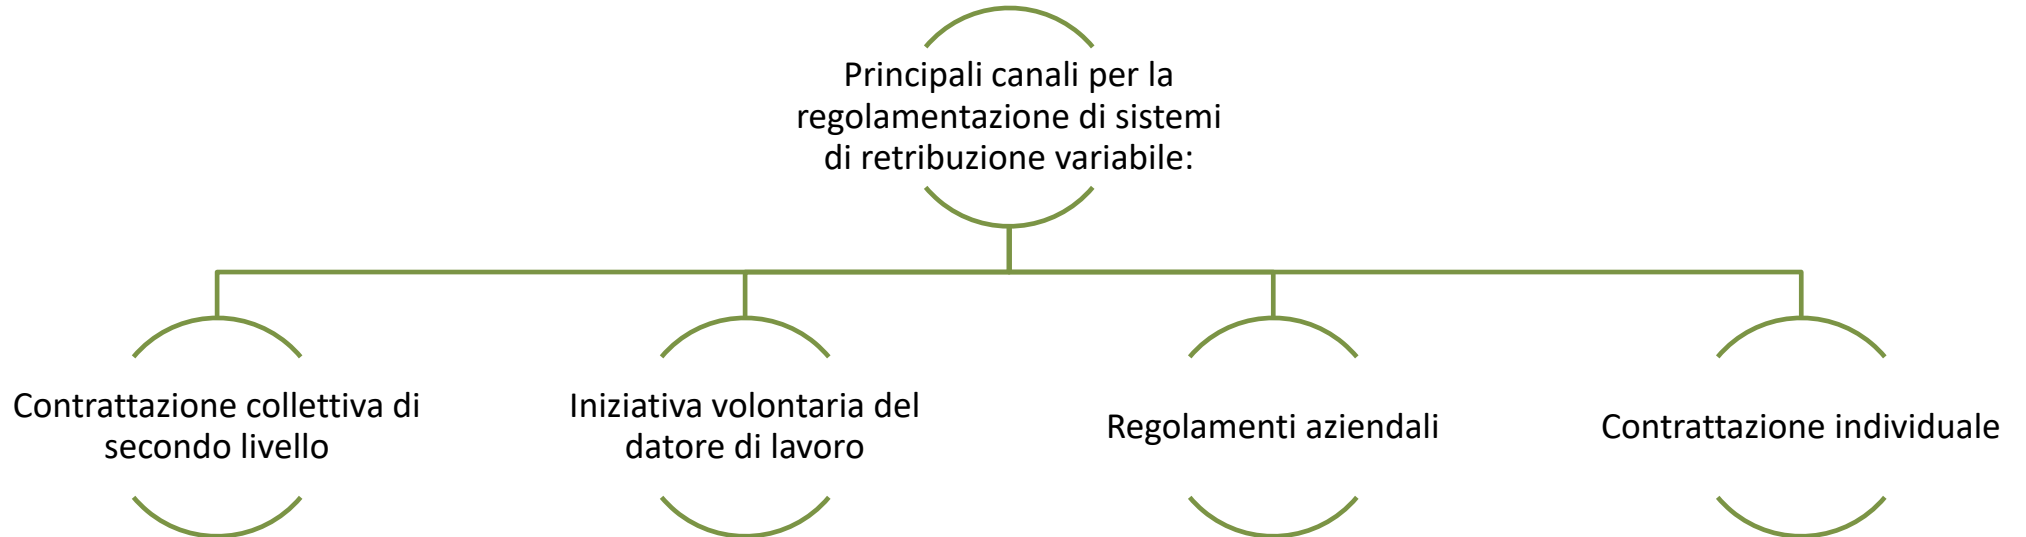 Principali canali per la
regolamentazione di sistemi
di retribuzione variabile:
Contrattazione collettiva di
secondo livello
Iniziativa volontaria del
datore di lavoro
Regolamenti aziendali
Contrattazione individuale